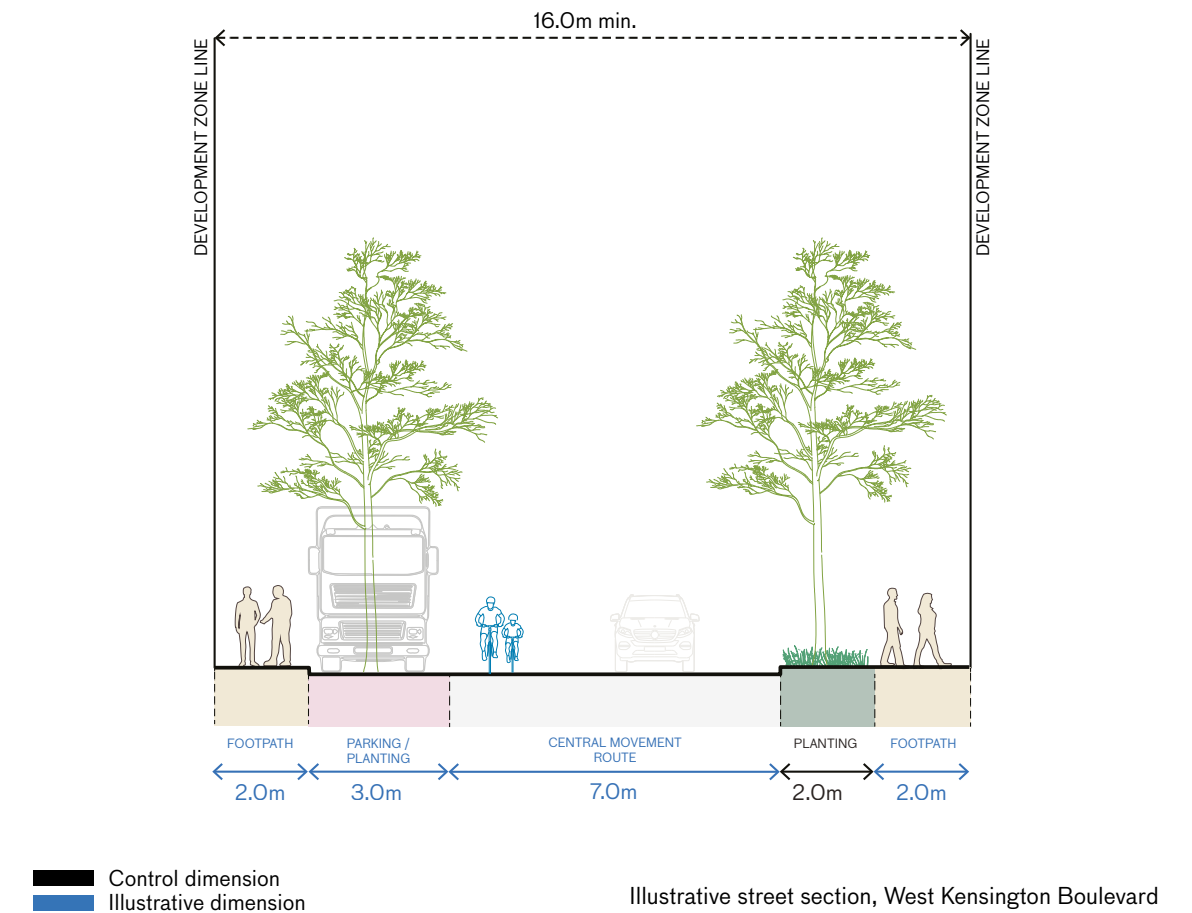 16.0m min.
DEVELOPMENT ZONE LINE
DEVELOPMENT ZONE LINE
FOOTPATH
PARKING /
PLANTING
CENTRAL MOVEMENT
ROUTE
PLANTING
FOOTPATH
2.0m
3.0m
7.0m
2.0m
2.0m
Control dimension
Illustrative dimension
Illustrative street section, West Kensington Boulevard